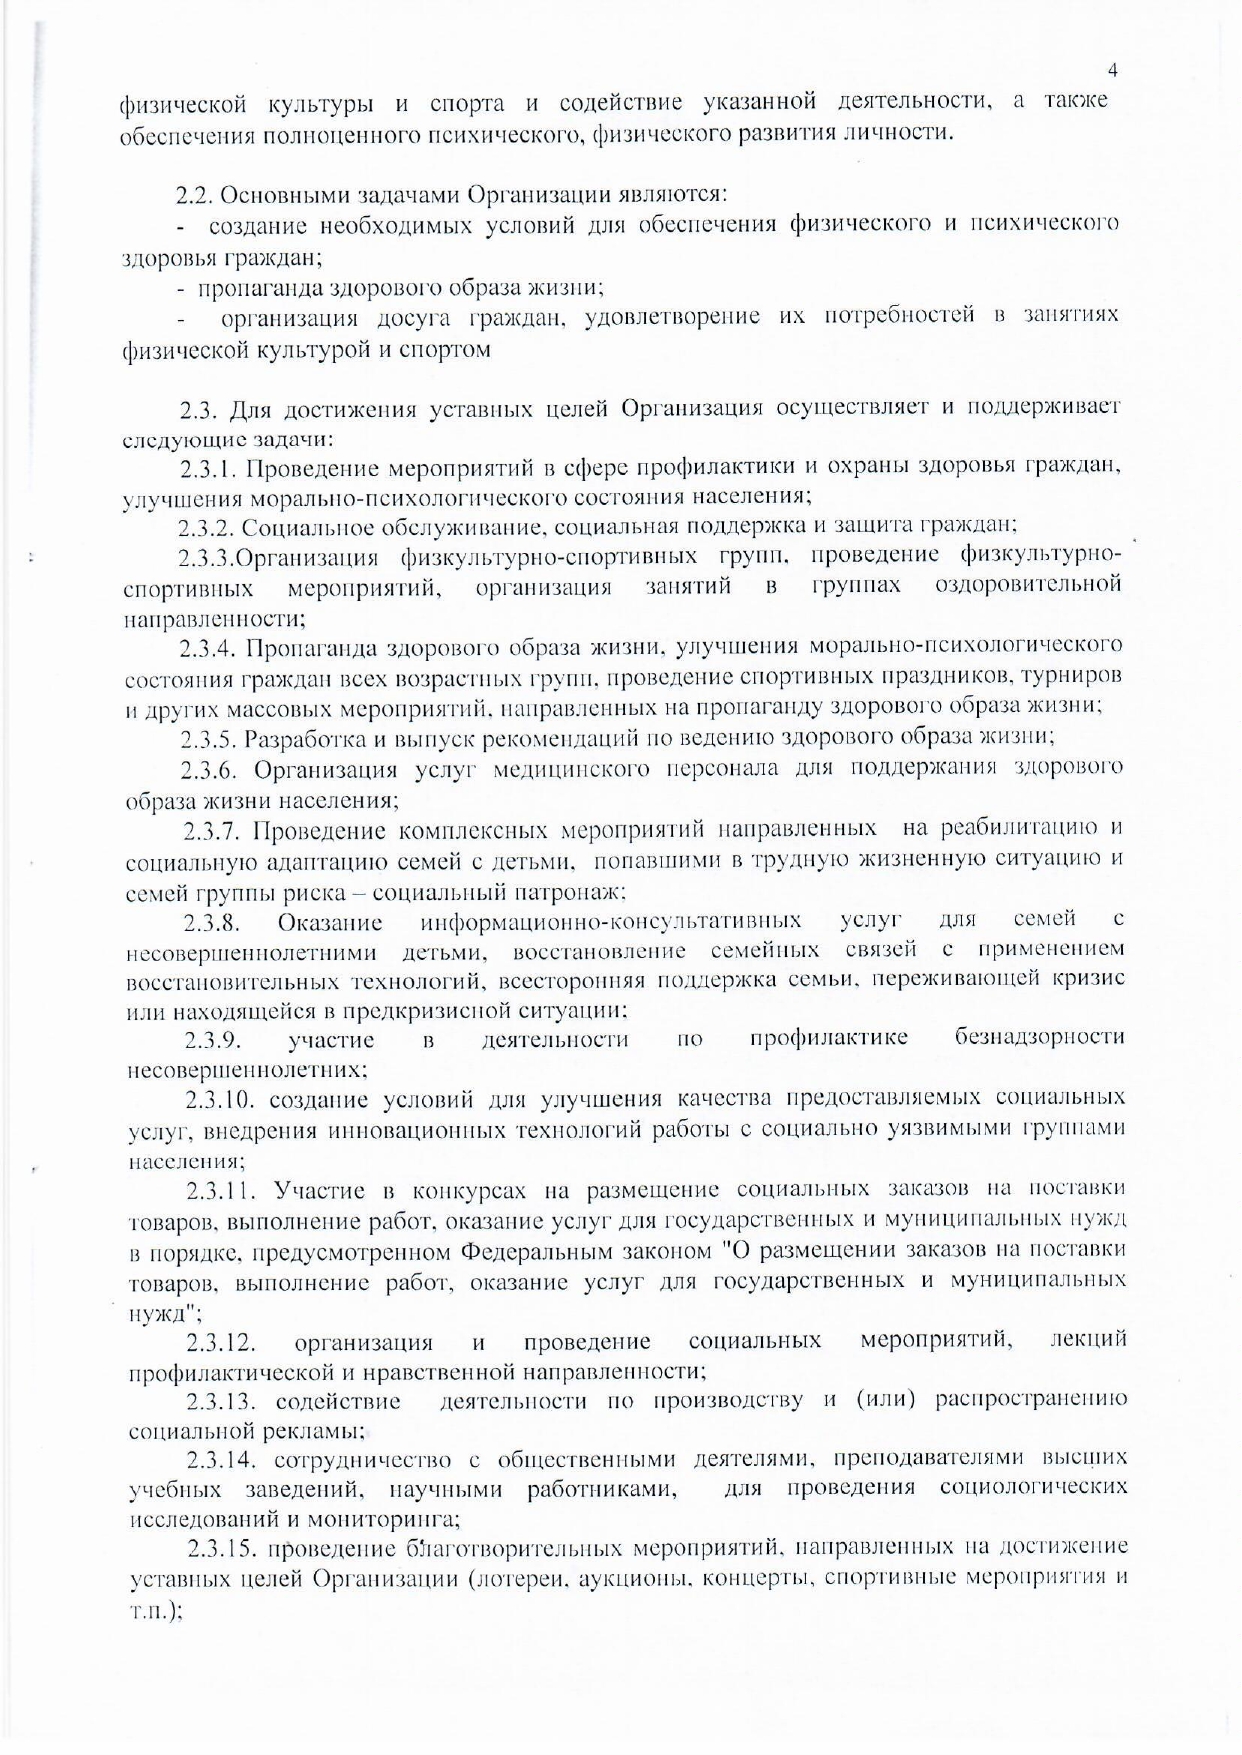 4
физической культуры и спорта и содействие указанной деятельности, а также
обеспечения полноценного психического, физического развития личности.
2.2. Основными задачами Организации являются:
- создание необходимых условий для обеспечения физического и психического
здоровья граждан;
- пропаганда здорового образа жизни;
- организация досуга граждан, удовлетворение их потребностей в занятиях
физической культурой и спортом
2.3. Для достижения уставных целей Организация осуществляет и поддерживает
следующие задачи:
2.3.1. Проведение мероприятий в сфере профилактики и охраны здоровья граждан,
улучшения морально-психологического состояния населения;
2.3.2. Социальное обслуживание, социальная поддержка и защита граждан;
2.3.3.Организация физкультурно-спортивных групп, проведение физкультурно-
спортивных мероприятий, организация занятий в группах оздоровительной
направленности;
2.3.4. Пропаганда здорового образа жизни, улучшения морально-психологического
состояния граждан всех возрастных групп, проведение спортивных праздников, турниров
и других массовых мероприятий, направленных на пропаганду здорового образа жизни;
2.3.5. Разработка и выпуск рекомендаций по ведению здорового образа жизни;
2.3.6. Организация услуг медицинского персонала для поддержания здорового
образа жизни населения;
2.3.7. Проведение комплексных мероприятий направленных на реабилитацию и
социальную адаптацию семей с детьми, попавшими в трудную жизненную ситуацию и
семей группы риска – социальный патронаж;
2.3.8. Оказание информационно-консультативных услуг для семей с
несовершеннолетними детьми, восстановление семейных связей с применением
восстановительных технологий, всесторонняя поддержка семьи, переживающей кризис
или находящейся в предкризисной ситуации;
2.3.9. участие в деятельности по профилактике безнадзорности
несовершеннолетних;
2.3.10. создание условий для улучшения качества предоставляемых социальных
услуг, внедрения инновационных технологий работы с социально уязвимыми группами
населения;
2.3.11. Участие в конкурсах на размещение социальных заказов на поставки
товаров, выполнение работ, оказание услуг для государственных и муниципальных нужд
в порядке, предусмотренном Федеральным законом "О размещении заказов на поставки
товаров, выполнение работ, оказание услуг для государственных и муниципальных
нужд";
2.3.12. организация и проведение социальных мероприятий, лекций
профилактической и нравственной направленности;
2.3.13. содействие деятельности по производству и (или) распространению
социальной рекламы;
2.3.14. сотрудничество с общественными деятелями, преподавателями высших
учебных заведений, научными работниками, для проведения социологических
исследований и мониторинга;
2.3.15. проведение благотворительных мероприятий, направленных на достижение
уставных целей Организации (лотереи, аукционы, концерты, спортивные мероприятия и
т.п.);